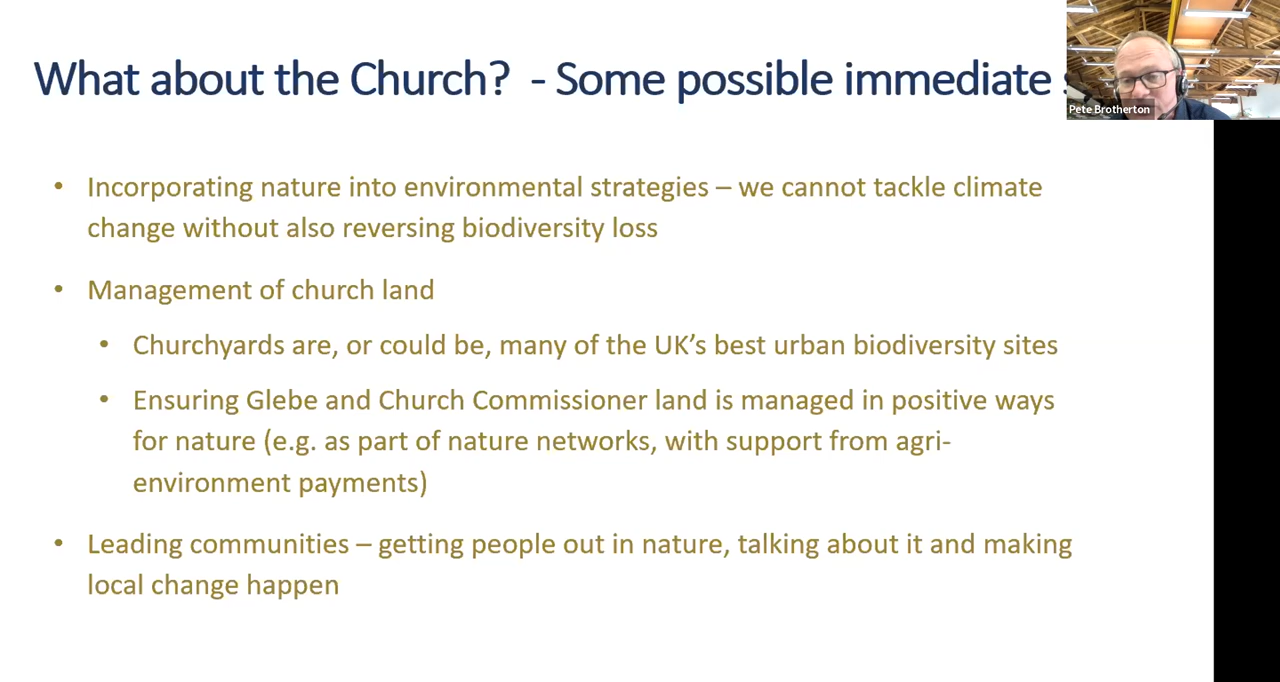 What about the Church? - Some possible immediate
Pete Brotherton
• Incorporating nature into environmental strategies – we cannot tackle climate
change without also reversing biodiversity loss
• Management of church land
• Churchyards are, or could be, many of the UK’s best urban biodiversity sites
• Ensuring Glebe and Church Commissioner land is managed in positive ways
for nature (e.g. as part of nature networks, with support from agri-
environment payments)
• Leading communities – getting people out in nature, talking about it and making
local change happen